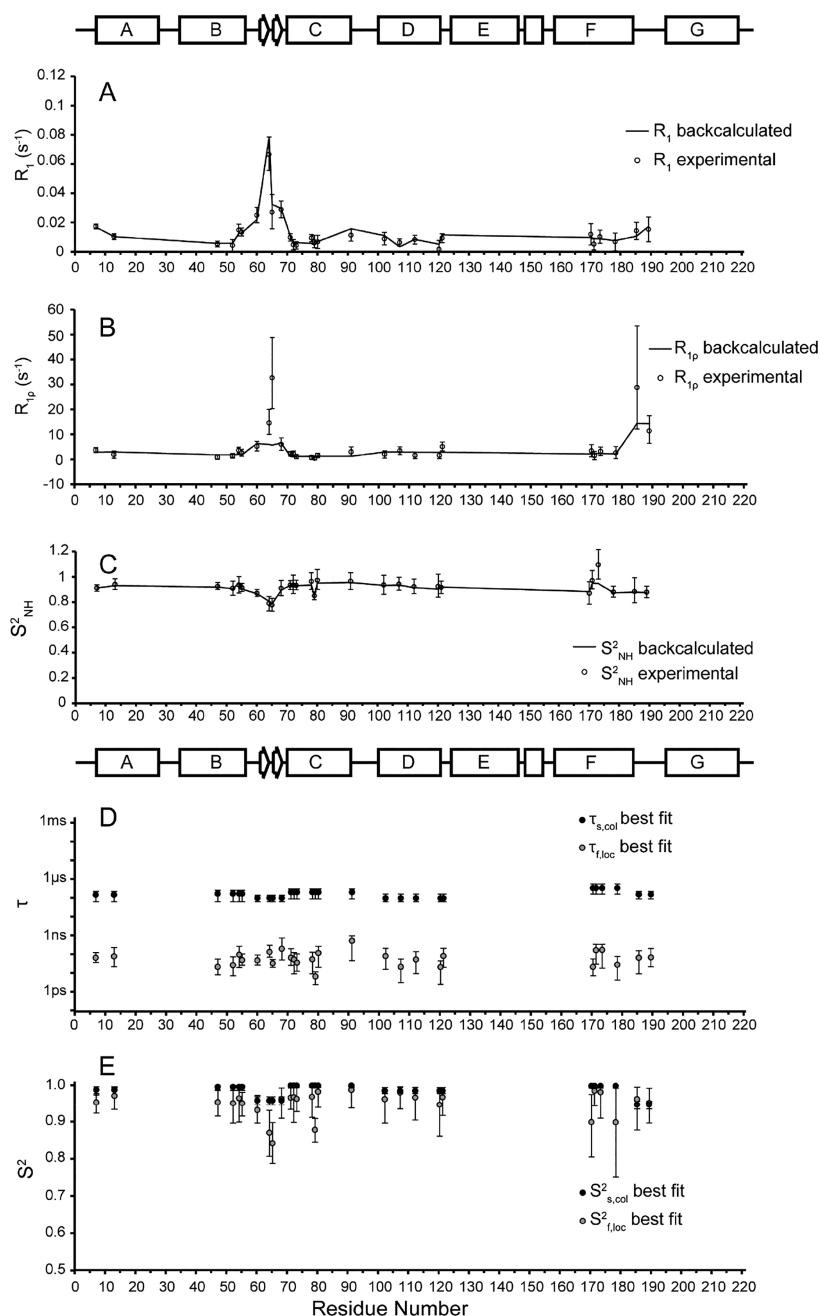 A B C D E F G
A
0.12
0.1
0.08
0.06
0.04
0.02
0
R₁ (s⁻¹)
R₁ backcalculated
R₁ experimental
0 10 20 30 40 50 60 70 80 90 100 110 120 130 140 150 160 170 180 190 200 210 220
B
60
50
40
30
20
10
0
-10
R₁ρ (s⁻¹)
R₁ρ backcalculated
R₁ρ experimental
0 10 20 30 40 50 60 70 80 90 100 110 120 130 140 150 160 170 180 190 200 210 220
C
1.2
1
0.8
0.6
0.4
0.2
0
S²NH
S²NH backcalculated
S²NH experimental
0 10 20 30 40 50 60 70 80 90 100 110 120 130 140 150 160 170 180 190 200 210 220
A B C D E F G
D
1ms
1µs
1ns
1ps
τ
τs,col best fit
τf,loc best fit
0 10 20 30 40 50 60 70 80 90 100 110 120 130 140 150 160 170 180 190 200 210 220
E
1.0
0.9
0.8
0.7
0.6
0.5
S²
S²s,col best fit
S²f,loc best fit
0 10 20 30 40 50 60 70 80 90 100 110 120 130 140 150 160 170 180 190 200 210 220
Residue Number